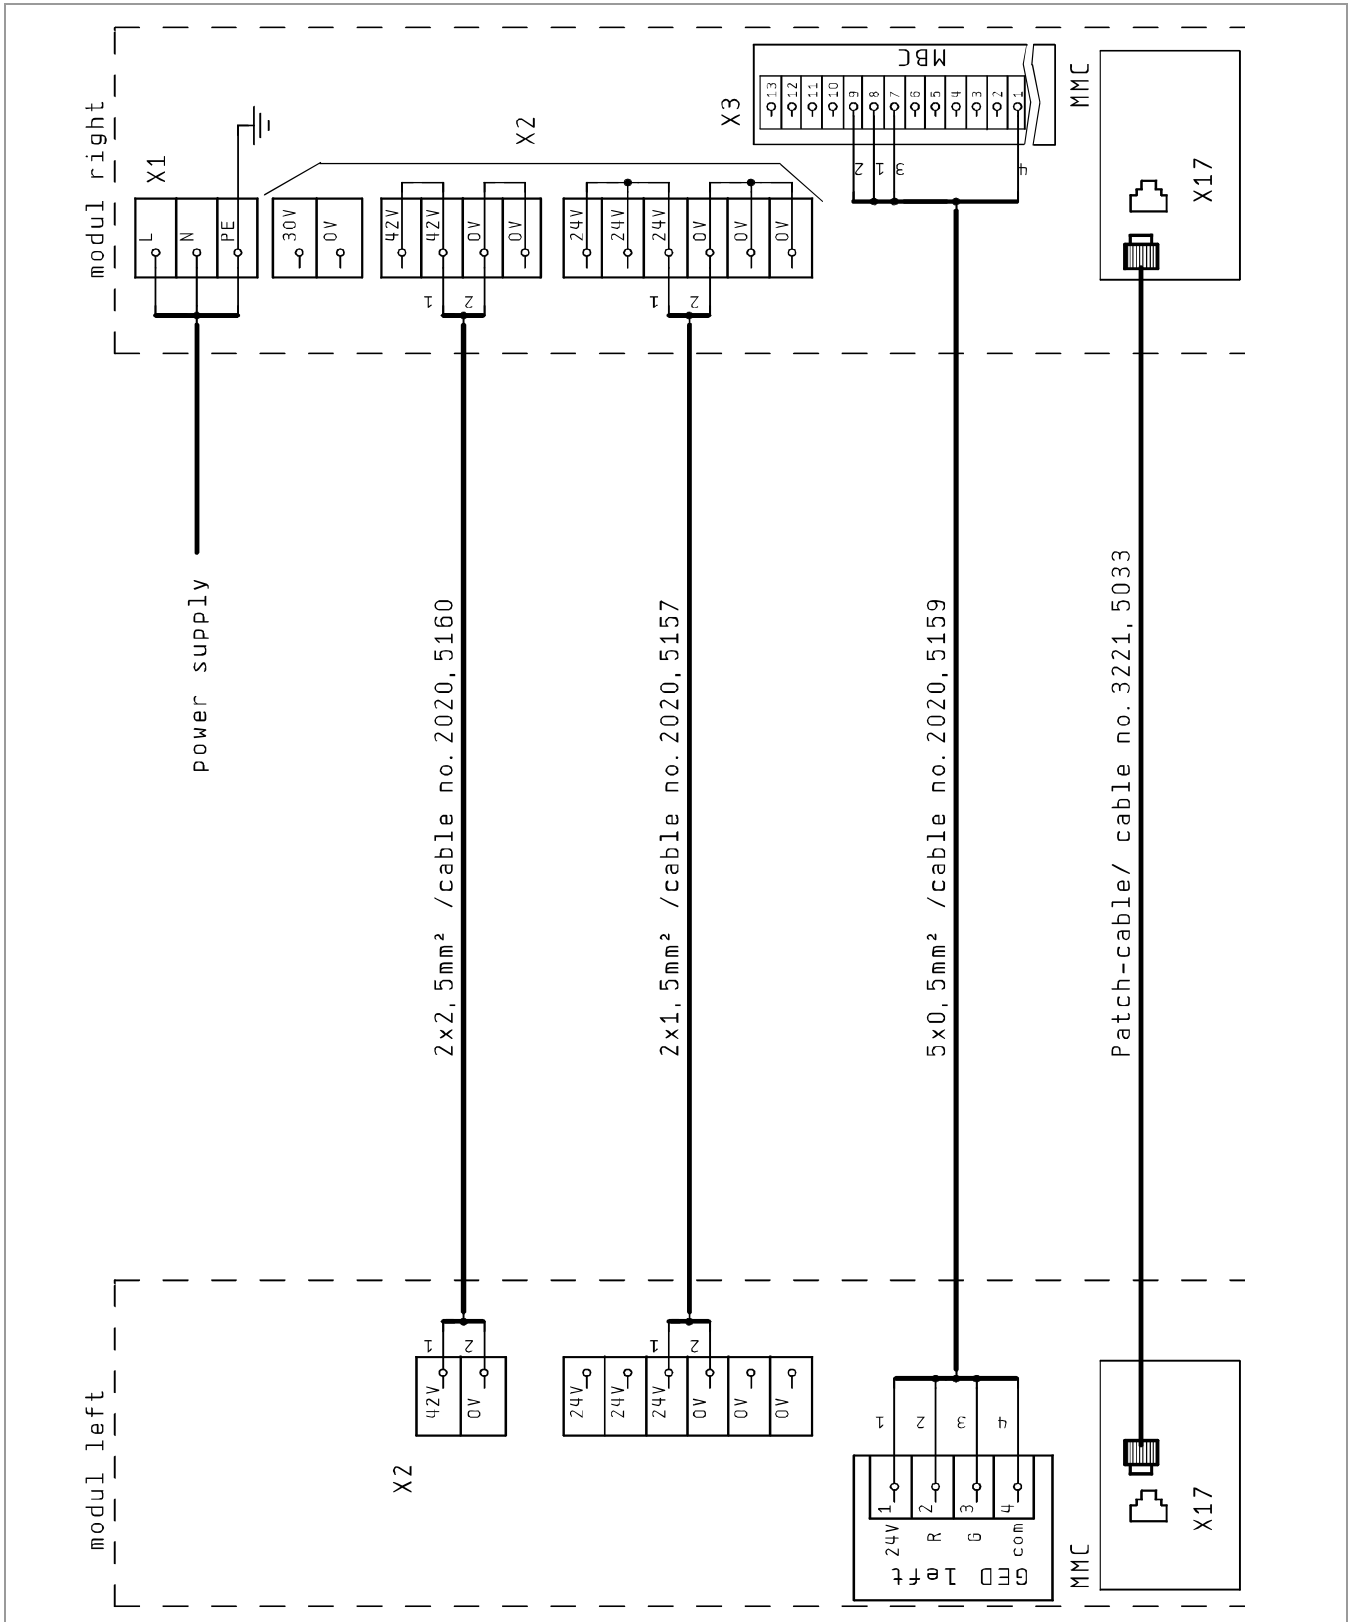 modul right
X1
L
N
PE
X2
30V
0V
42V
42V
0V
0V
24V
24V
24V
0V
0V
0V
1
2
1
2
X3
MBC
13
12
11
10
9
8
7
6
5
4
3
2
1
2
1
3
4
MMC
X17
power supply
2x2,5mm² /cable no. 2020,5160
2x1,5mm² /cable no. 2020,5157
5x0,5mm² /cable no. 2020,5159
Patch-cable/ cable no. 3221,5033
modul left
X2
1
2
42V
0V
1
2
24V
24V
24V
0V
0V
0V
1
2
3
4
1
2
3
4
24V
R
G
com
GED left
MMC
X17